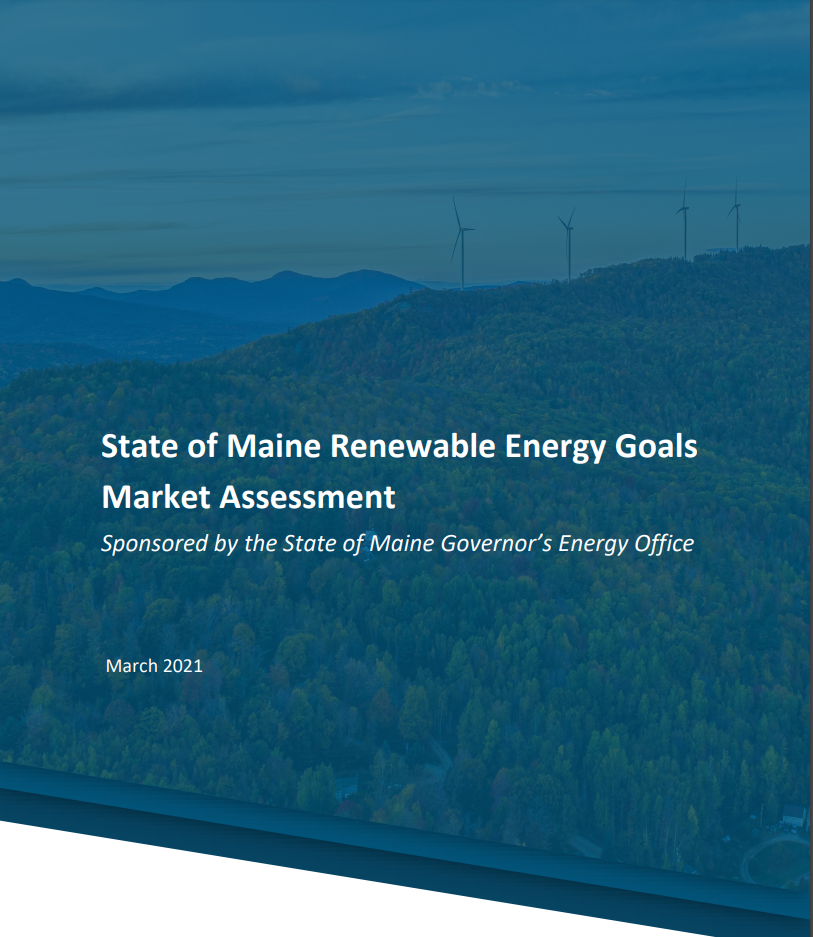 State of Maine Renewable Energy Goals
Market Assessment
Sponsored by the State of Maine Governor’s Energy Office
March 2021